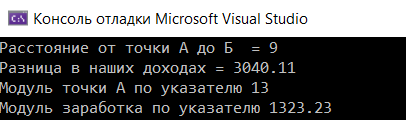 C:\ Консоль отладки Microsoft Visual Studio
Расстояние от точки А до Б  = 9
Разница в наших доходах = 3040.11
Модуль точки А по указателю 13
Модуль заработка по указателю 1323.23